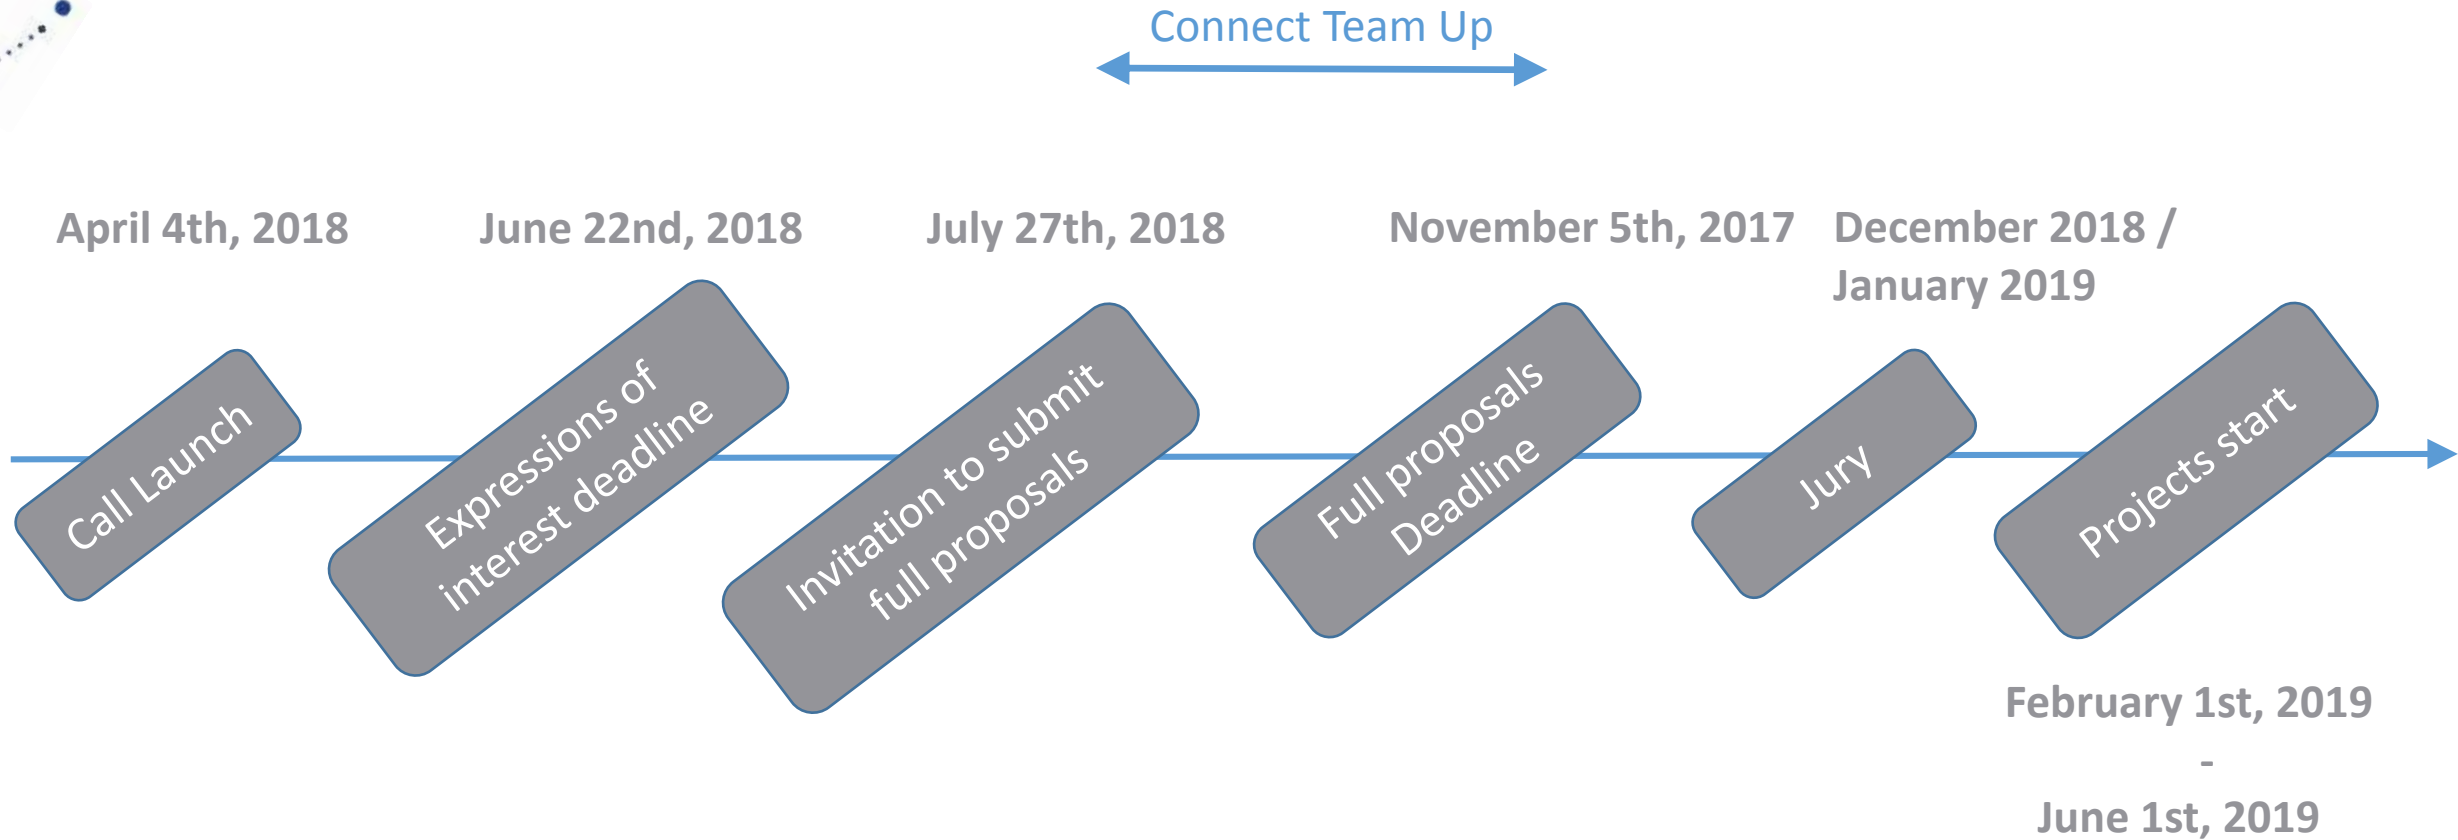 Connect Team Up
April 4th, 2018
June 22nd, 2018
July 27th, 2018
November 5th, 2017
December 2018 /
January 2019
Call Launch
Expressions of
interest deadline
Invitation to submit
full proposals
Full proposals
Deadline
Jury
Projects start
February 1st, 2019
-
June 1st, 2019